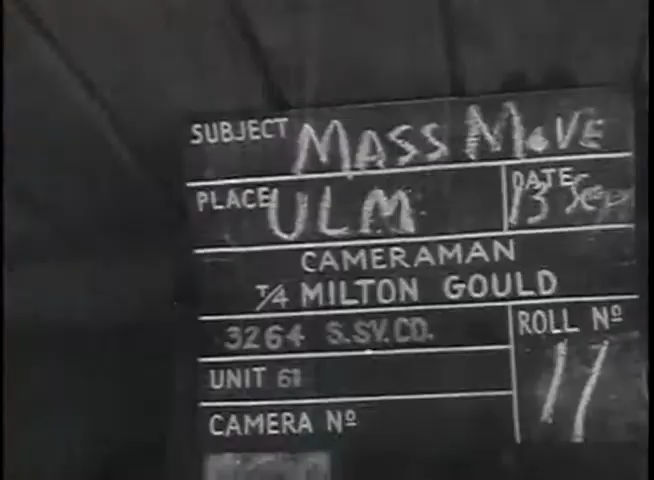 SUBJECT MASS MOVE
PLACE ULM DATE 13 Sep
CAMERAMAN
T/4 MILTON GOULD
3264 S.SV.CO.
ROLL Nº 11
UNIT 61
CAMERA Nº